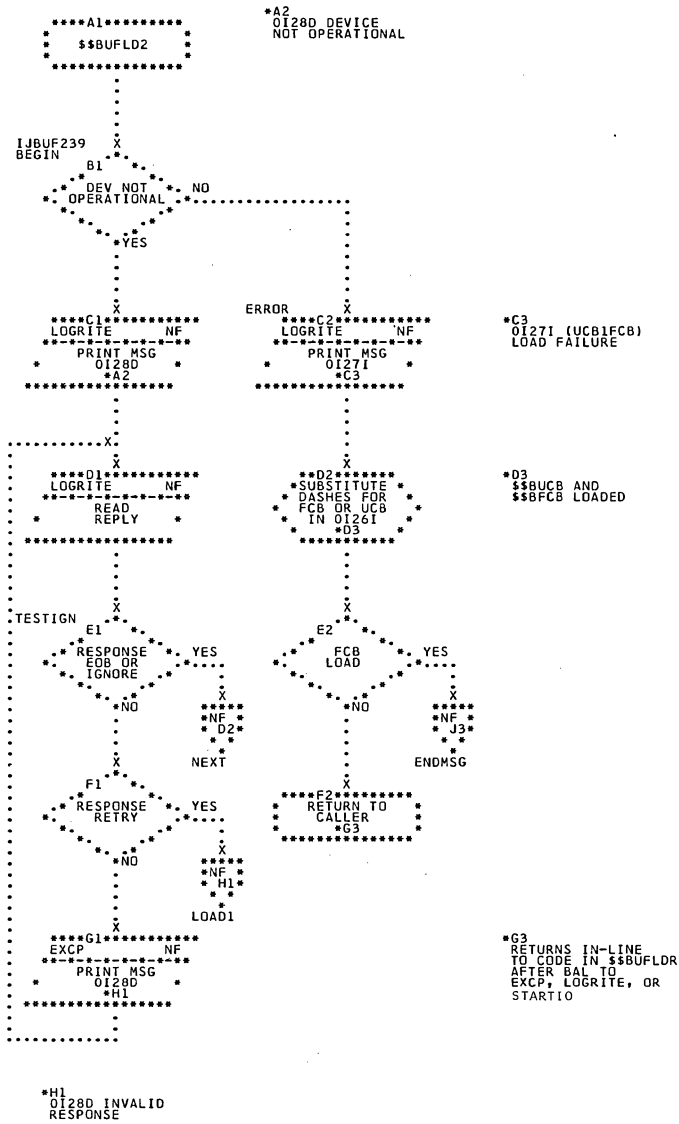 *A2
0I28D DEVICE
NOT OPERATIONAL
A1
$$BUFLD2
IJBUF239
BEGIN
B1
DEV NOT
OPERATIONAL
NO
YES
C1
LOGRITE NF
PRINT MSG
0I28D
*A2
ERROR
C2
LOGRITE NF
PRINT MSG
0I27I
*C3
*C3
0I27I (UCB1FCB)
LOAD FAILURE
D1
LOGRITE NF
READ
REPLY
D2
SUBSTITUTE
DASHES FOR
FCB OR UCB
IN 0I26I
*D3
*D3
$$BUCB AND
$$BFCB LOADED
TESTIGN
E1
RESPONSE
EOB OR
IGNORE
YES
NO
NF
D2
NEXT
E2
FCB
LOAD
YES
NO
NF
J3
ENDMSG
F1
RESPONSE
RETRY
YES
NO
NF
H1
LOAD1
F2
RETURN TO
CALLER
*G3
G1
EXCP NF
PRINT MSG
0I28D
*H1
*G3
RETURNS IN-LINE
TO CODE IN $$BUFLDR
AFTER BAL TO
EXCP, LOGRITE, OR
STARTIO
*H1
0I28D INVALID
RESPONSE